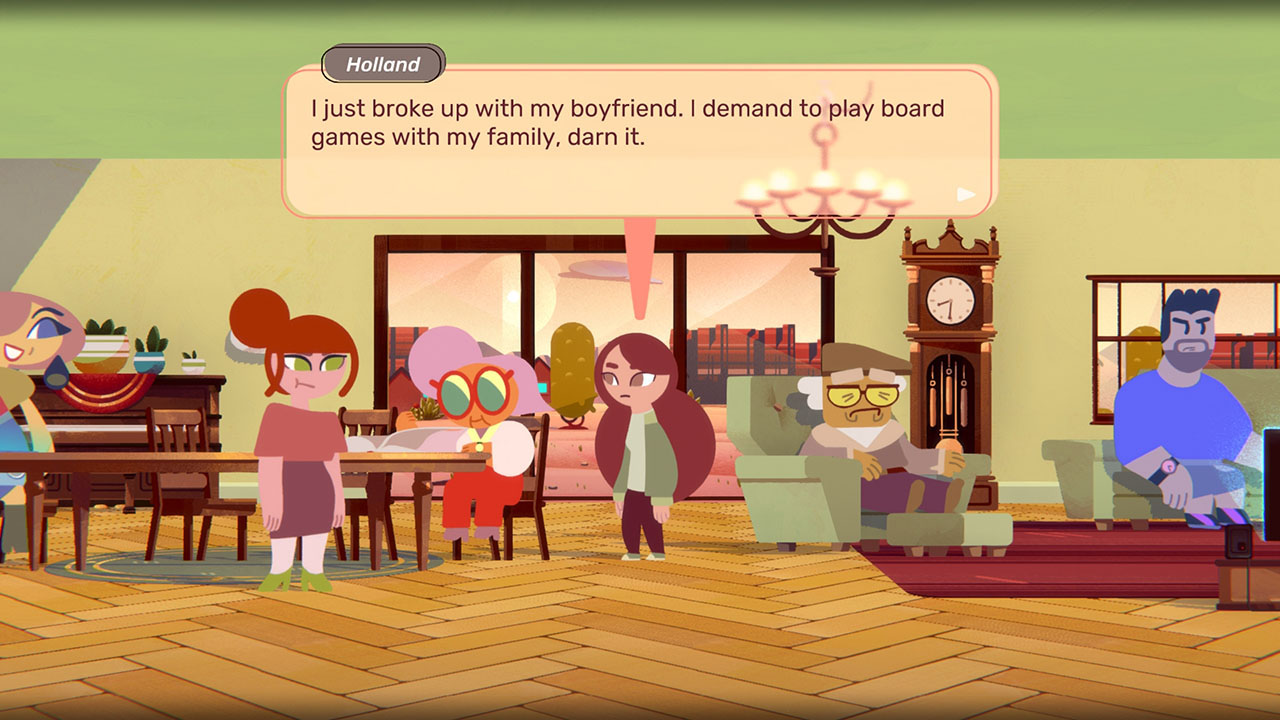 Holland
I just broke up with my boyfriend. I demand to play board
games with my family, darn it.